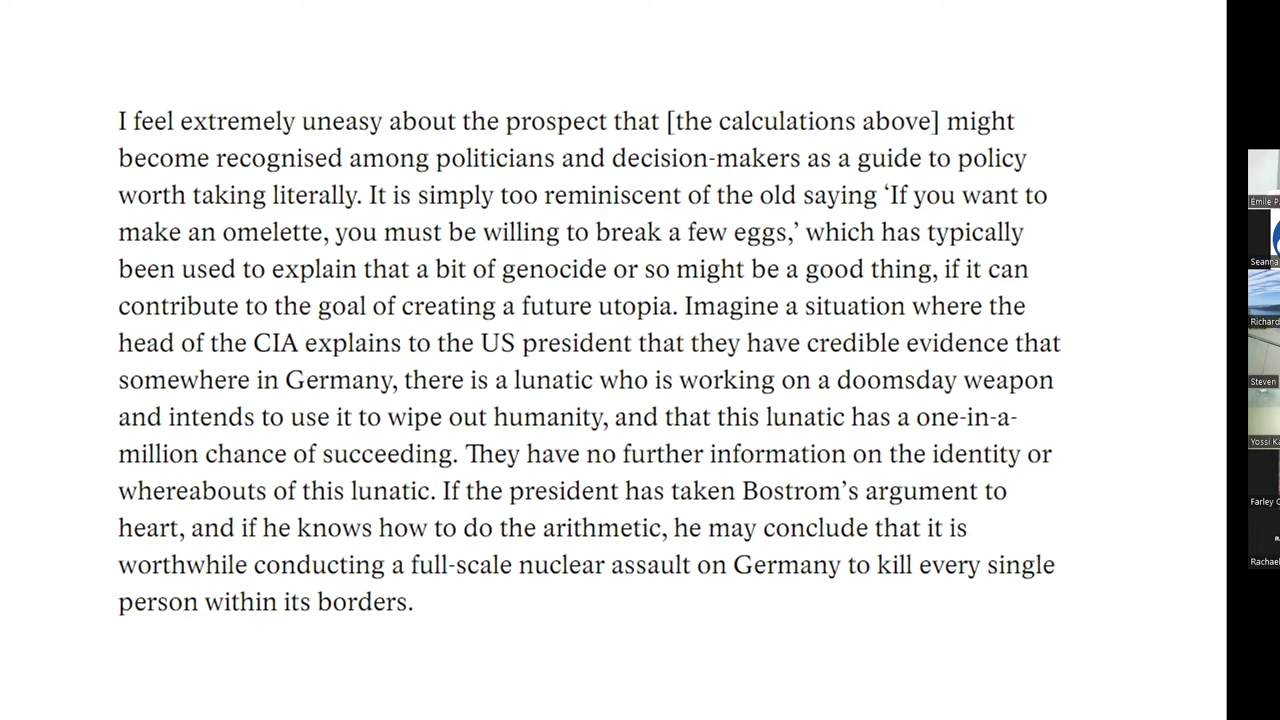 I feel extremely uneasy about the prospect that [the calculations above] might
become recognised among politicians and decision-makers as a guide to policy
worth taking literally. It is simply too reminiscent of the old saying ‘If you want to
make an omelette, you must be willing to break a few eggs,’ which has typically
been used to explain that a bit of genocide or so might be a good thing, if it can
contribute to the goal of creating a future utopia. Imagine a situation where the
head of the CIA explains to the US president that they have credible evidence that
somewhere in Germany, there is a lunatic who is working on a doomsday weapon
and intends to use it to wipe out humanity, and that this lunatic has a one-in-a-
million chance of succeeding. They have no further information on the identity or
whereabouts of this lunatic. If the president has taken Bostrom’s argument to
heart, and if he knows how to do the arithmetic, he may conclude that it is
worthwhile conducting a full-scale nuclear assault on Germany to kill every single
person within its borders.
Émile P.
Seanna
Richard
Steven
Yossi Ka
Farley C
Rachael